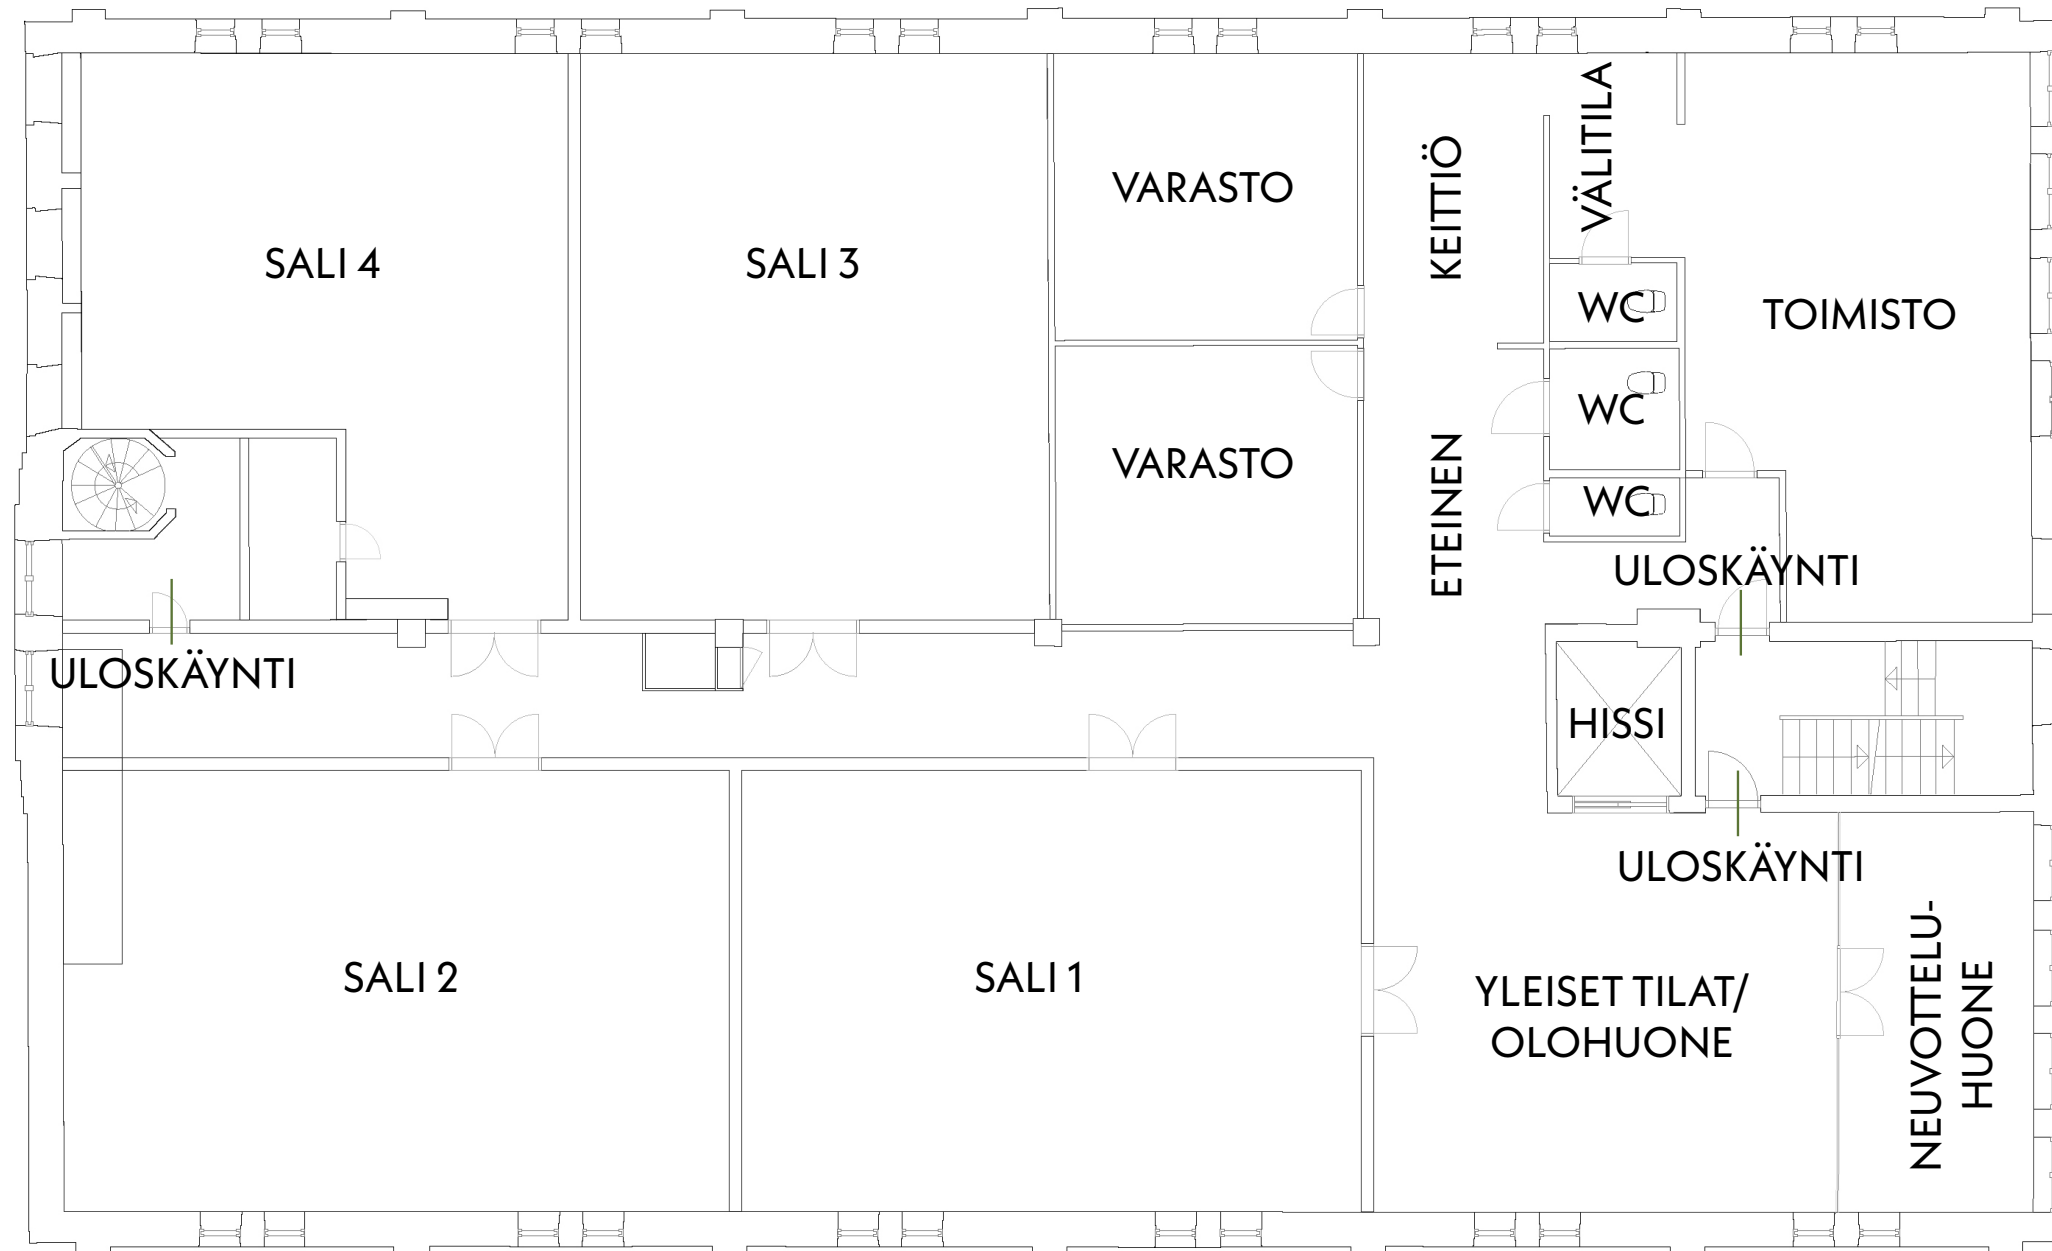 VÄLITILA
KEITTIÖ
VARASTO
SALI 4
SALI 3
WC
TOIMISTO
WC
VARASTO
WC
ETEINEN
ULOSKÄYNTI
ULOSKÄYNTI
HISSI
ULOSKÄYNTI
SALI 2
SALI 1
YLEISET TILAT/
OLOHUONE
NEUVOTTELU-
HUONE